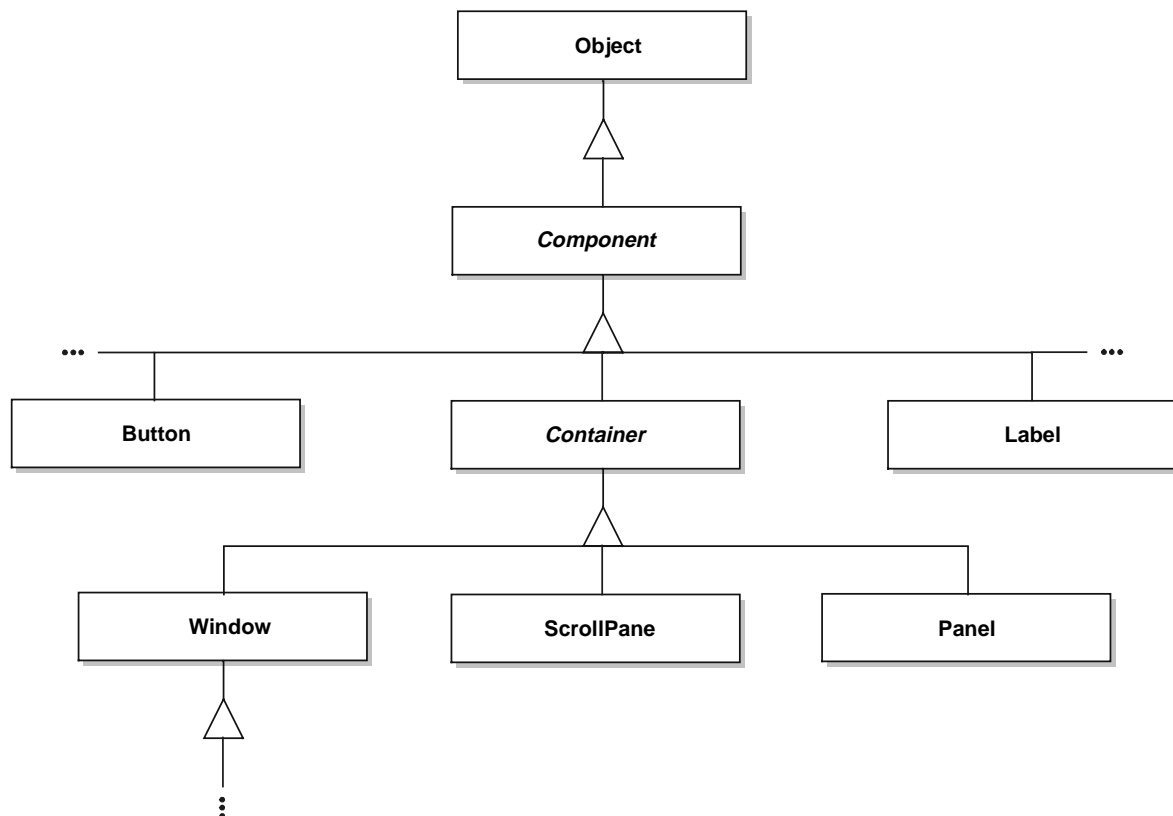 Object
Component
... ...
Button Container Label
Window ScrollPane Panel
...